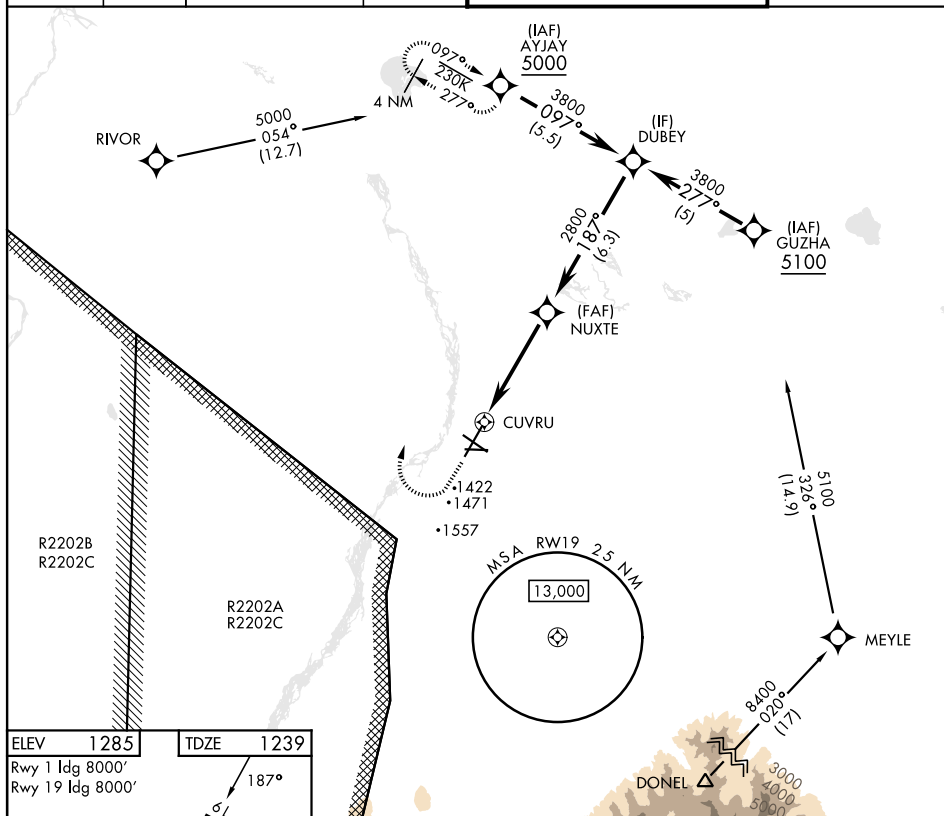 (IAF)
AYJAY
5000
097°
230K
277°
4 NM
3800
097°
(5.5)
(IF)
DUBEY
RIVOR
5000
054°
(12.7)
3800
277°
(5)
(IAF)
GUZHA
5100
2800
187°
(6.3)
(FAF)
NUXTE
CUVRU
1422
1471
1557
5100
326°
(14.9)
R2202B
R2202C
R2202A
R2202C
MSA RW19 25 NM
13,000
MEYLE
8400
020°
(17)
DONEL
3000
4000
5000
ELEV 1285
TDZE 1239
Rwy 1 ldg 8000'
Rwy 19 ldg 8000'
187°